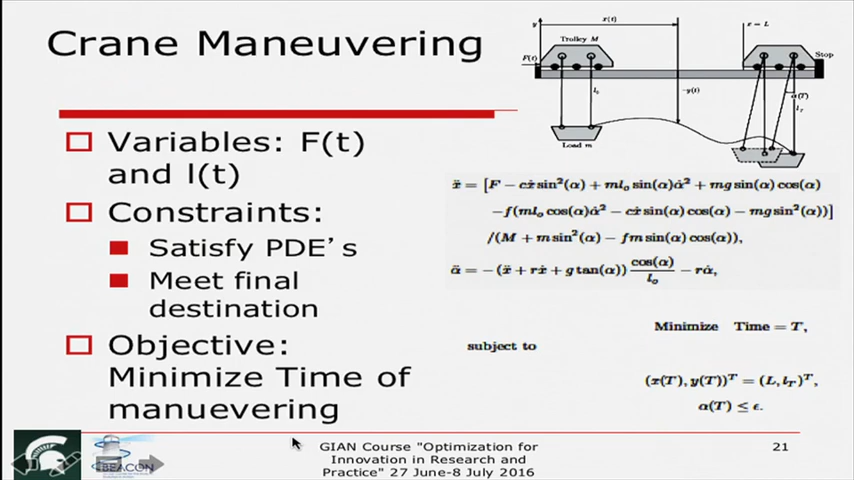 Crane Maneuvering
Variables: F(t)
and l(t)
Constraints:
Satisfy PDE's
Meet final
destination
Objective:
Minimize Time of
manuevering
x(t)
x = L
y
Trolley M
Stop
F(t)
l₀
-y(t)
α(T)
l_T
Load m
ẍ = [F − cẋ sin²(α) + ml₀ sin(α)α̇² + mg sin(α) cos(α)
−f(ml₀ cos(α)α̇² − cẋ sin(α) cos(α) − mg sin²(α))]
/(M + m sin²(α) − fm sin(α) cos(α)),
α̈ = −(ẍ + rẋ + g tan(α)) cos(α)/l₀ − rα̇,
Minimize Time = T,
subject to
(x(T), y(T))ᵀ = (L, l_T)ᵀ,
α(T) ≤ ε.
BEACON
GIAN Course "Optimization for
Innovation in Research and
Practice" 27 June-8 July 2016
21